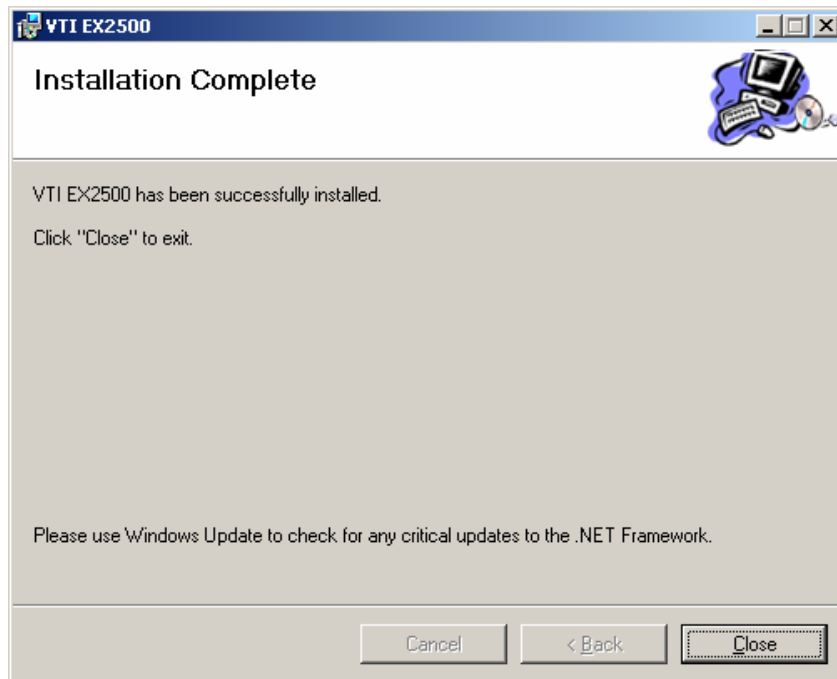 VTI EX2500
Installation Complete
VTI EX2500 has been successfully installed.
Click "Close" to exit.
Please use Windows Update to check for any critical updates to the .NET Framework.
Cancel
< Back
Close